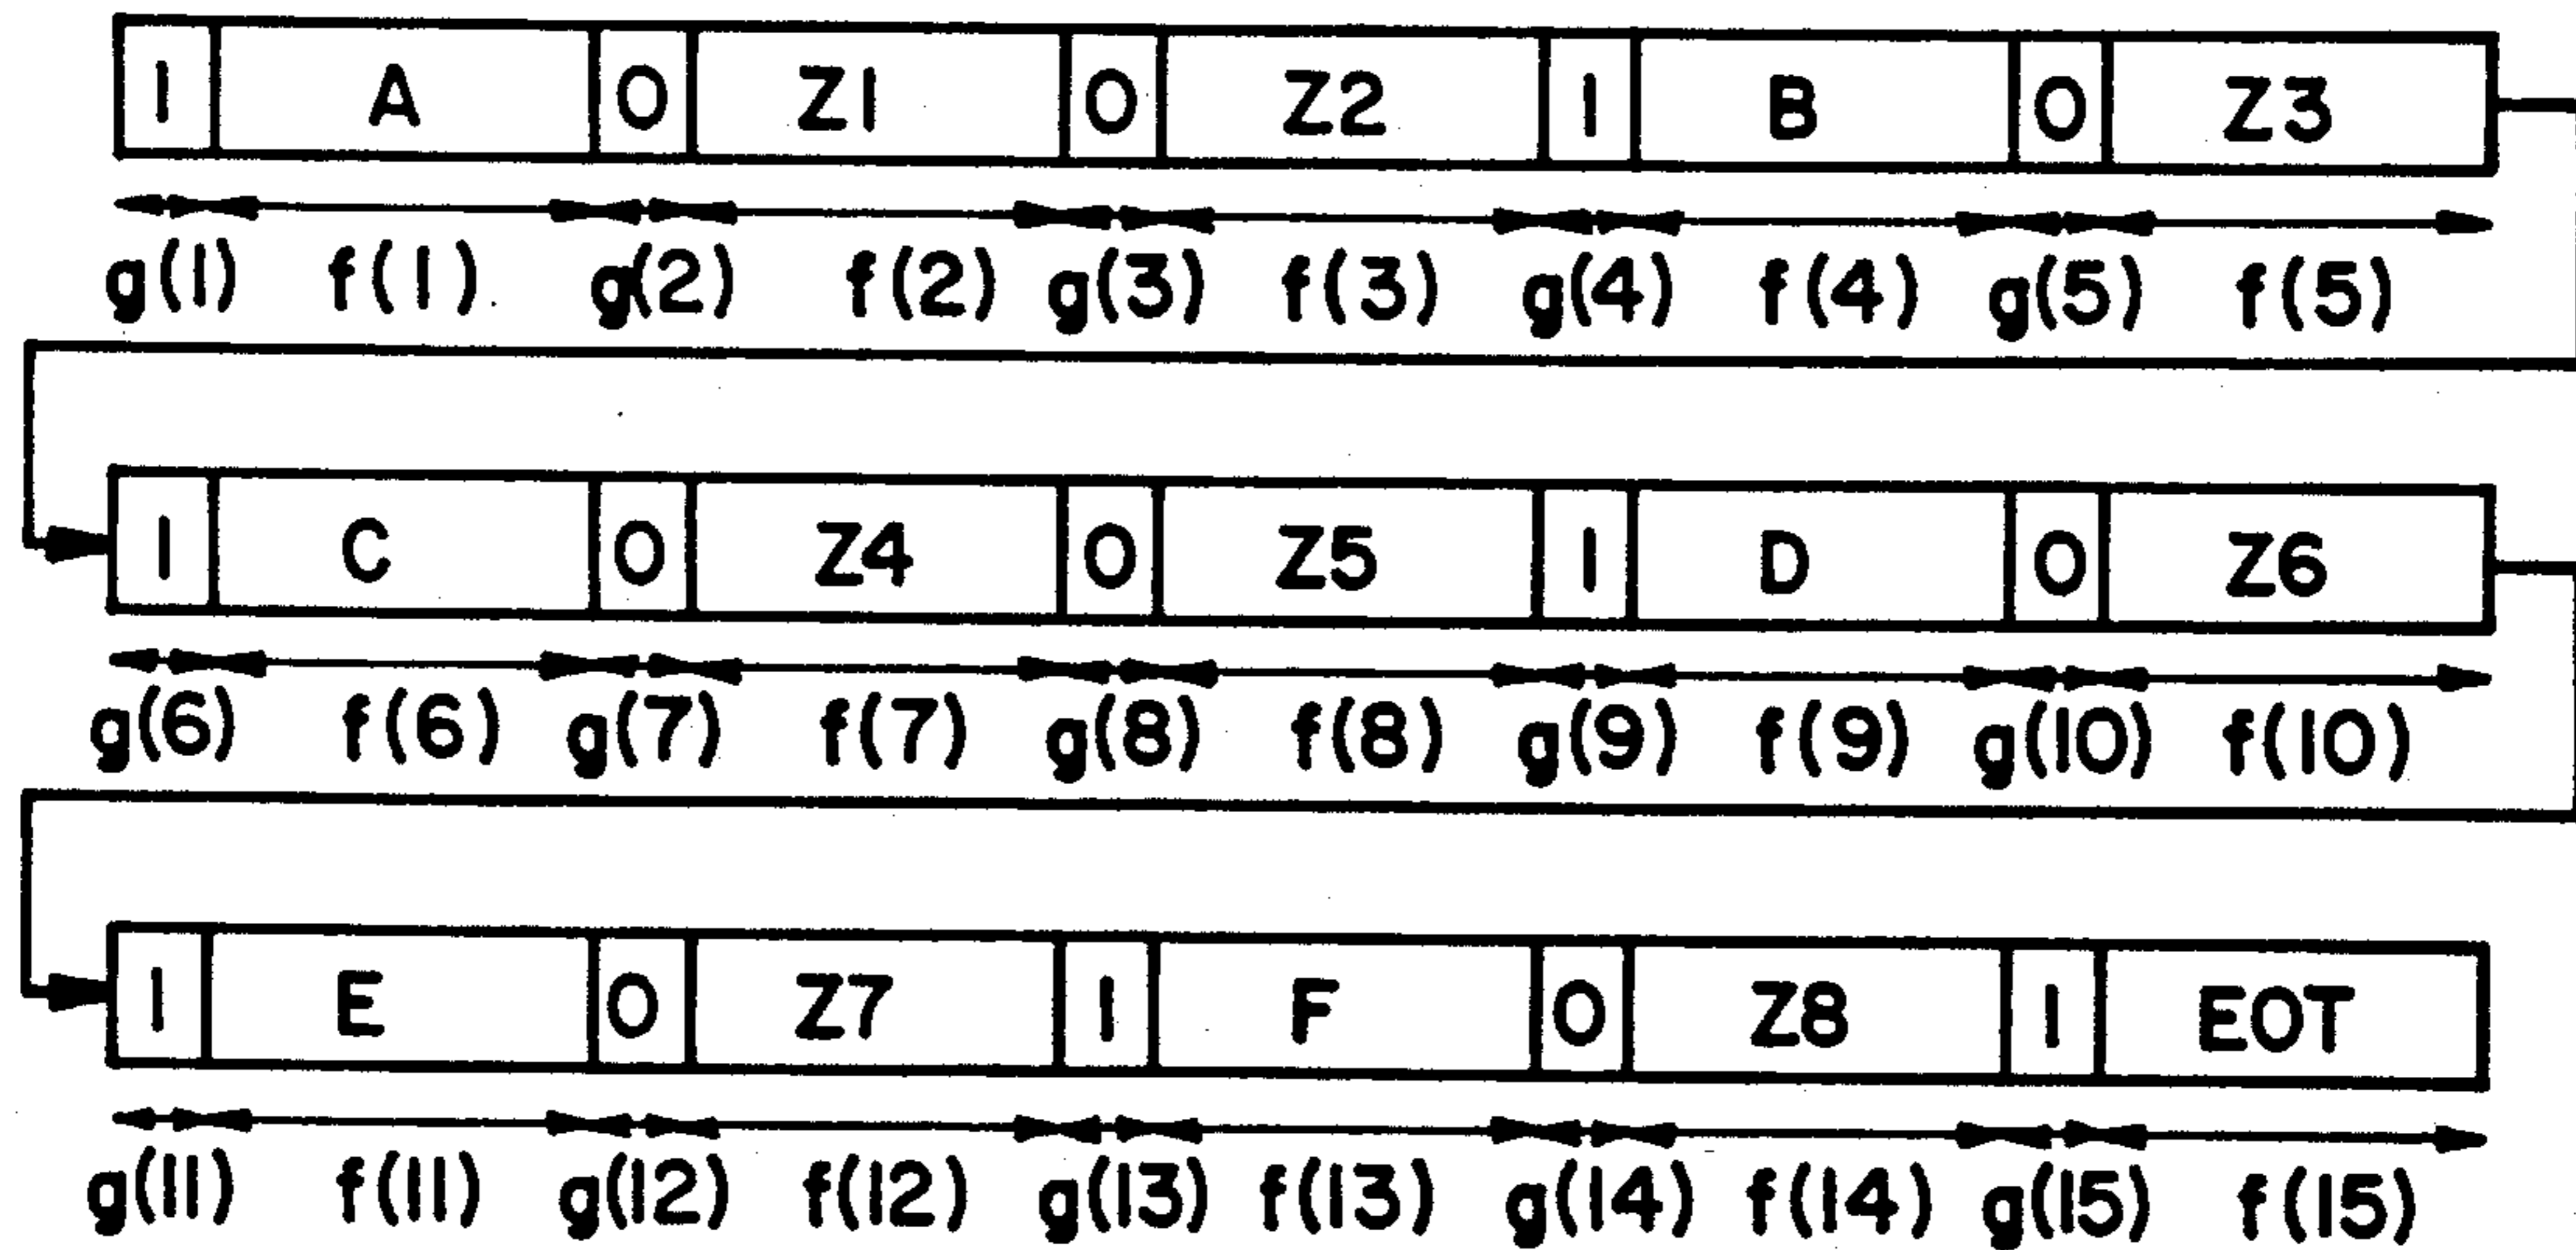 1 A 0 Z1 0 Z2 1 B 0 Z3
g(1) f(1) g(2) f(2) g(3) f(3) g(4) f(4) g(5) f(5)
1 C 0 Z4 0 Z5 1 D 0 Z6
g(6) f(6) g(7) f(7) g(8) f(8) g(9) f(9) g(10) f(10)
1 E 0 Z7 1 F 0 Z8 1 EOT
g(11) f(11) g(12) f(12) g(13) f(13) g(14) f(14) g(15) f(15)